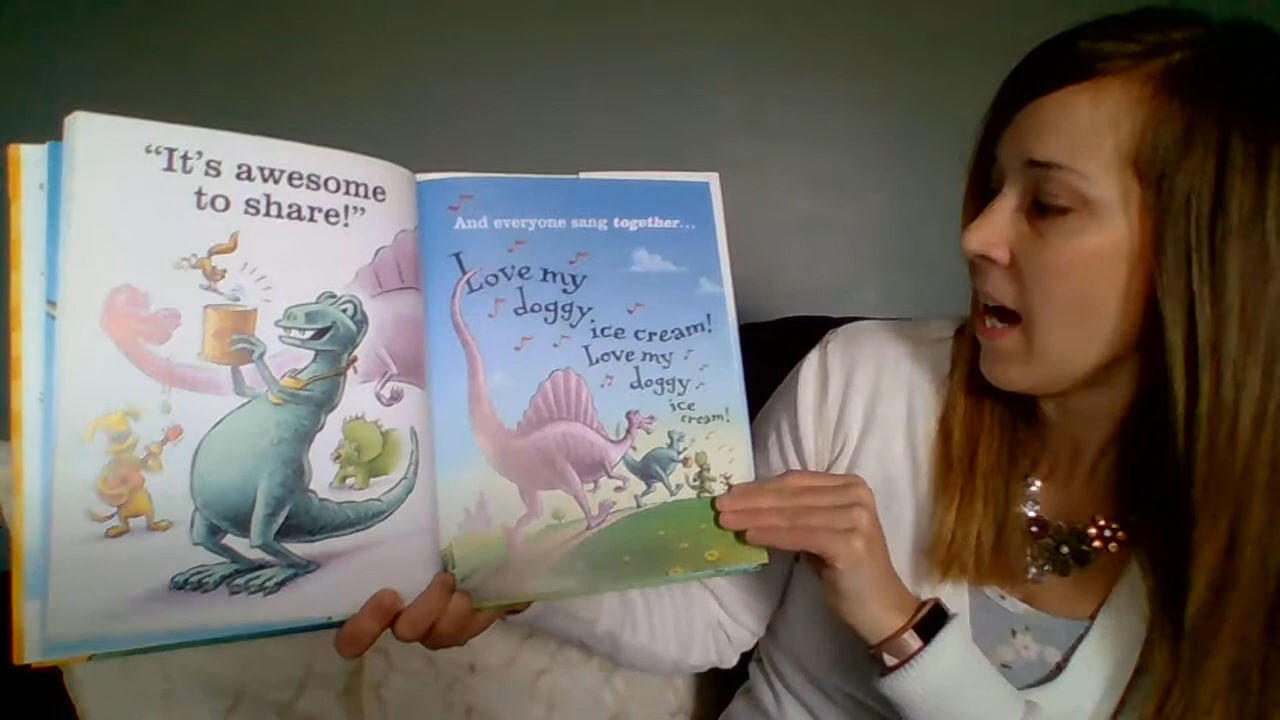 “It’s awesome
to share!”
And everyone sang together...
Love my
doggy
ice cream!
Love my
doggy
ice
cream!